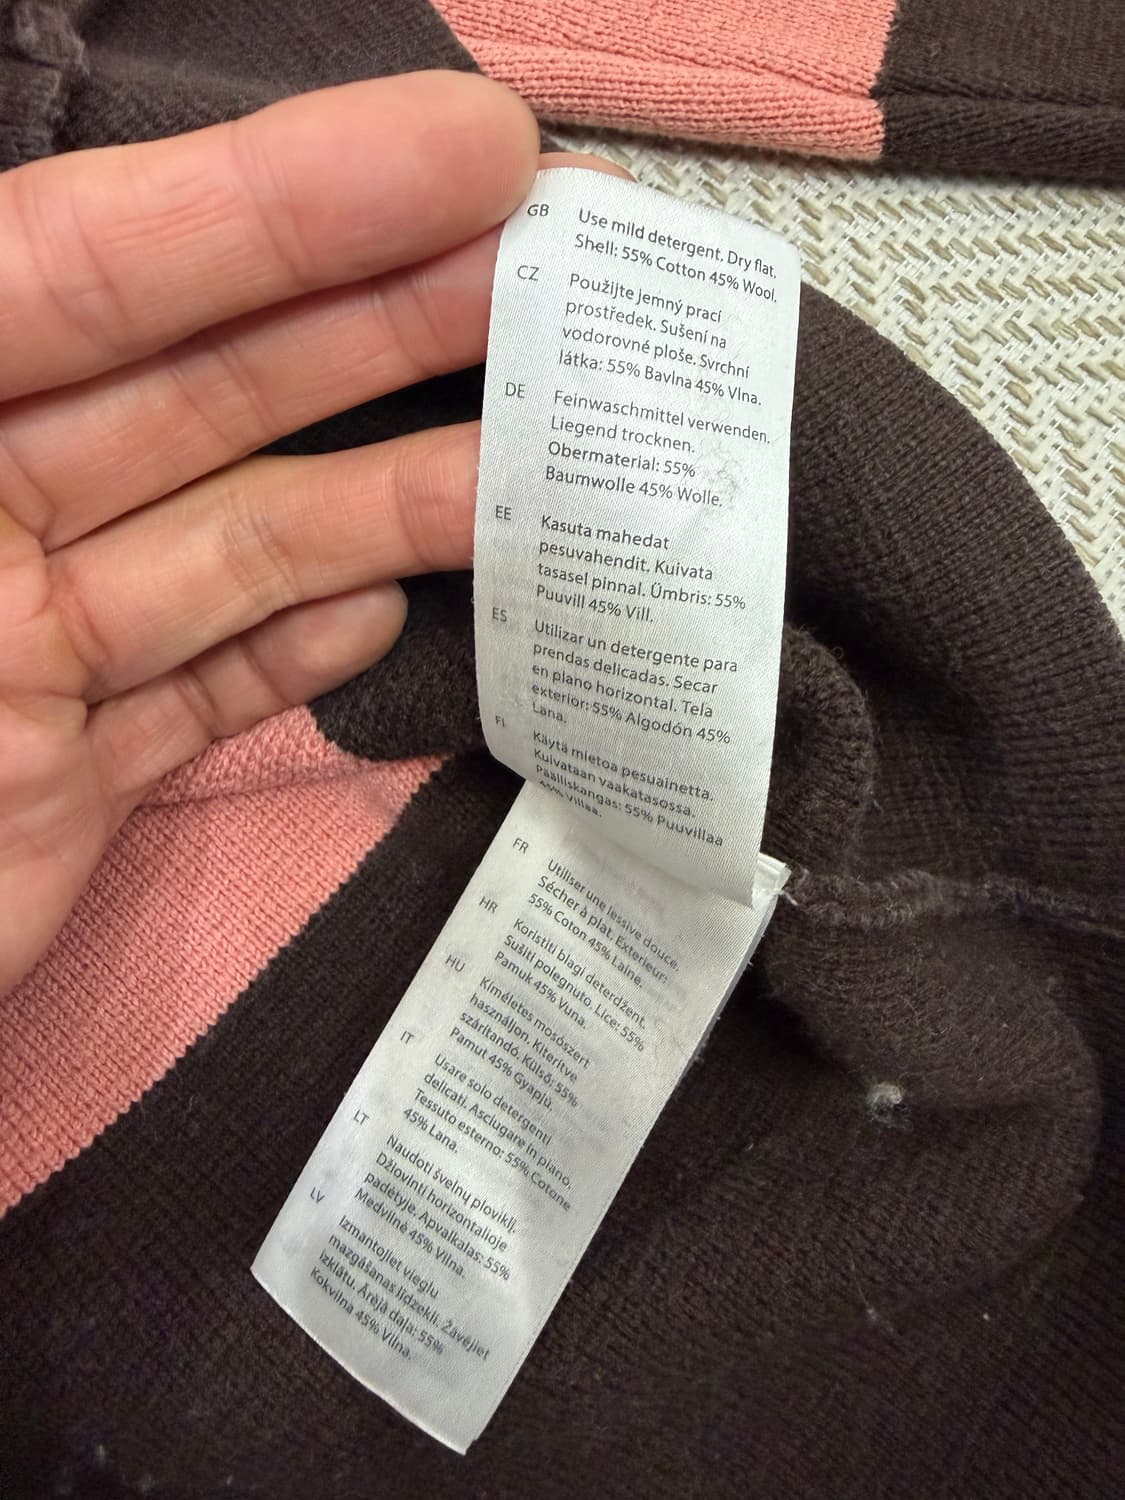 GB Use mild detergent. Dry flat.
Shell: 55% Cotton 45% Wool.
CZ Použijte jemný prací
prostředek. Sušení na
vodorovné ploše. Svrchní
látka: 55% Bavlna 45% Vlna.
DE Feinwaschmittel verwenden.
Liegend trocknen.
Obermaterial: 55%
Baumwolle 45% Wolle.
EE Kasuta mahedat
pesuvahendit. Kuivata
tasasel pinnal. Ümbris: 55%
Puuvill 45% Vill.
ES Utilizar un detergente para
prendas delicadas. Secar
en plano horizontal. Tela
exterior: 55% Algodón 45%
Lana.
FI Käytä mietoa pesuainetta.
Kuivataan vaakatasossa.
Päälliskangas: 55% Puuvillaa
45% Villaa.
FR Utiliser une lessive douce.
Sécher à plat. Exterieur:
55% Coton 45% Laine.
HR Koristiti blagi deterdžent.
Sušiti polegnuto. Lice: 55%
Pamuk 45% Vuna.
HU Kíméletes mosószert
használjon. Kiterítve
szárítandó. Külső: 55%
Pamut 45% Gyapjú.
IT Usare solo detergenti
delicati. Asciugare in piano.
Tessuto esterno: 55% Cotone
45% Lana.
LT Naudoti švelnų ploviklį.
Džiovinti horizontalioje
padėtyje. Apvalkalas: 55%
Medvilnė 45% Vilna.
LV Izmantojiet vieglu
mazgāšanas līdzekli. Žāvējiet
izklātu. Ārējā daļa: 55%
Kokvilna 45% Vilna.